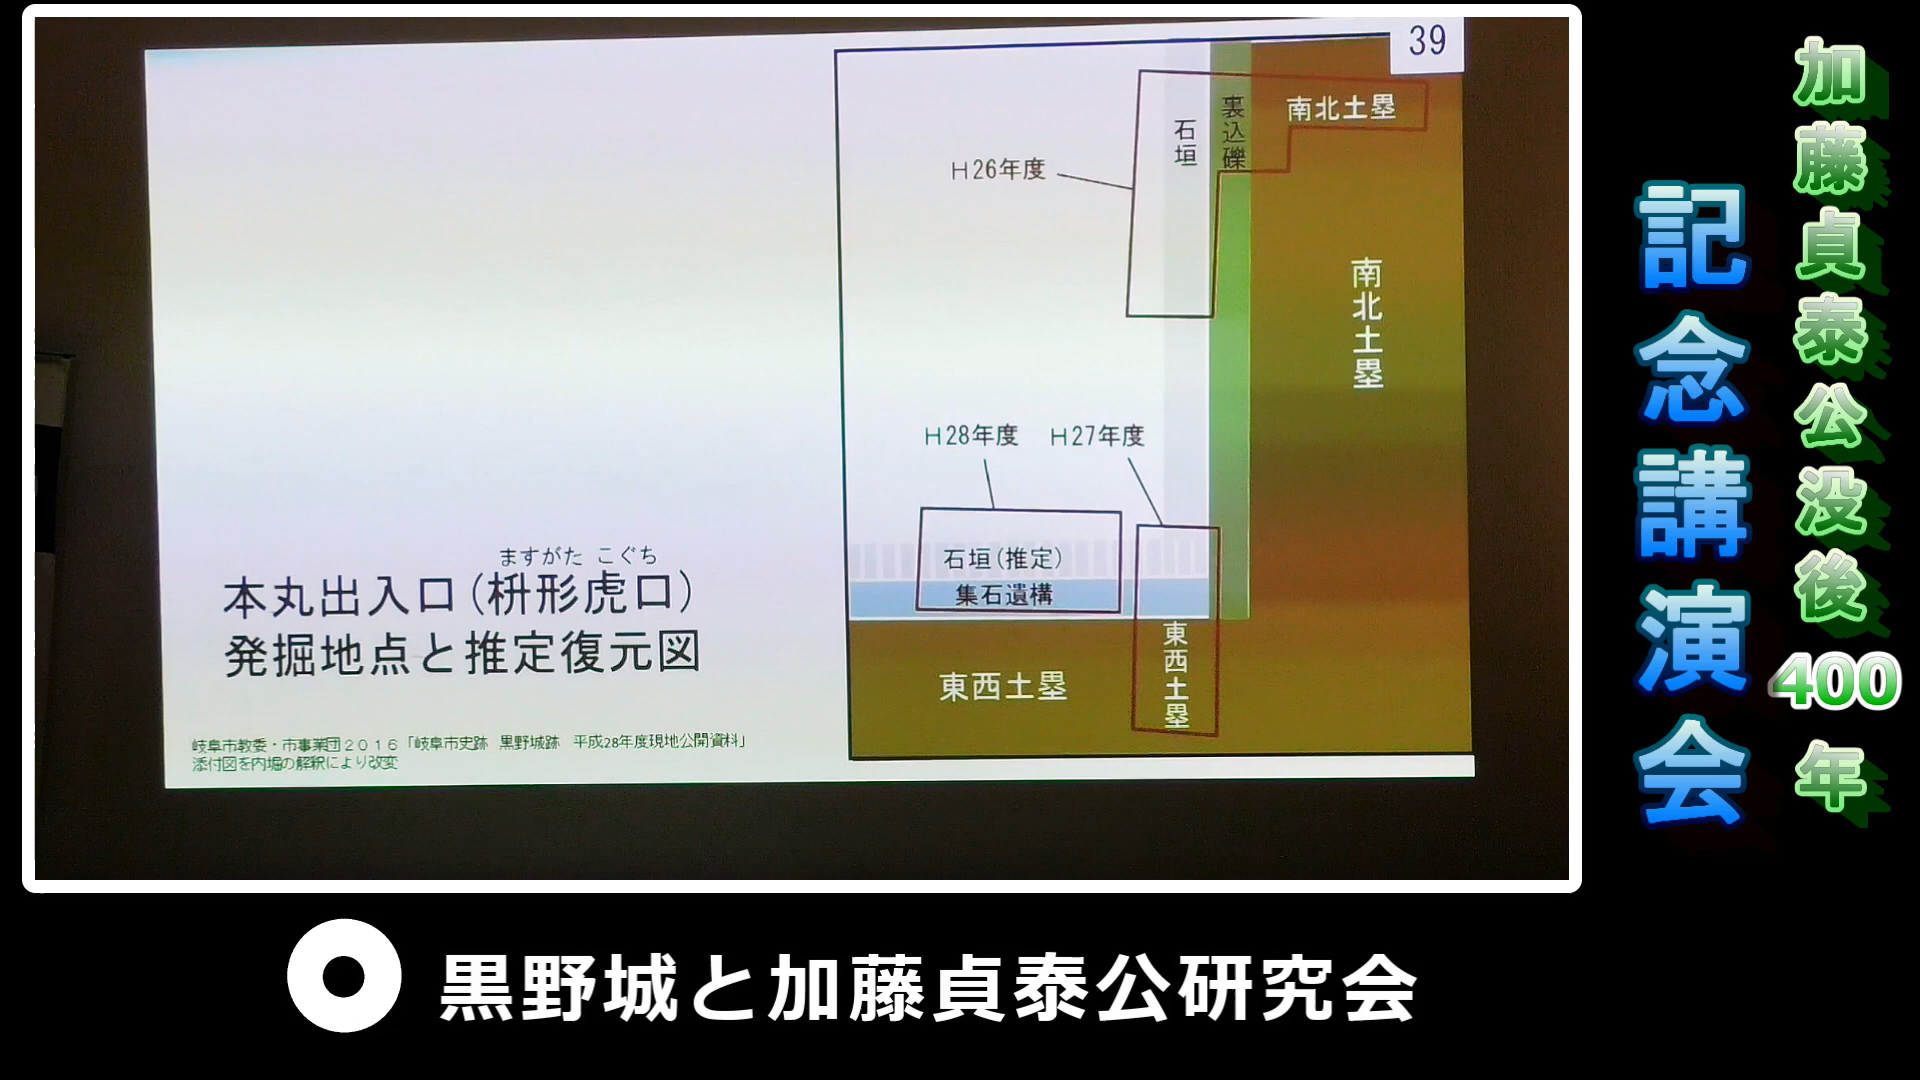 39
石垣
裏込礫
南北土塁
H26年度
南北土塁
H28年度
H27年度
石垣(推定)
集石遺構
東西土塁
東西土塁
ますがた こぐち
本丸出入口(枡形虎口)
発掘地点と推定復元図
岐阜市教委・市事業団2016「岐阜市史跡 黒野城跡 平成28年度現地公開資料」
添付図を内堀の解釈により改変
加藤貞泰公没後400年
記念講演会
黒野城と加藤貞泰公研究会